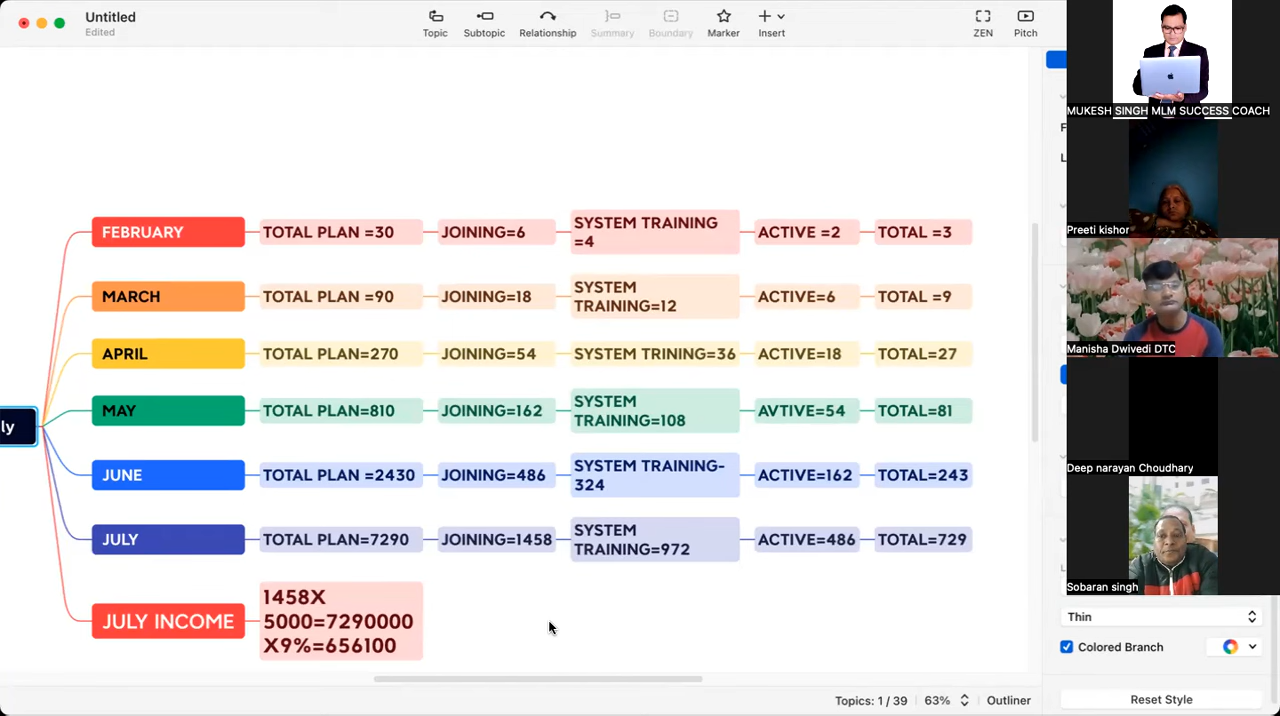 Untitled
Edited
Topic
Subtopic
Relationship
Summary
Boundary
Marker
Insert
ZEN
Pitch
MUKESH SINGH MLM SUCCESS COACH
Preeti kishor
Manisha Dwivedi DTC
Deep narayan Choudhary
Sobaran singh
ly
FEBRUARY
TOTAL PLAN =30
JOINING=6
SYSTEM TRAINING
=4
ACTIVE =2
TOTAL =3
MARCH
TOTAL PLAN =90
JOINING=18
SYSTEM
TRAINING=12
ACTIVE=6
TOTAL =9
APRIL
TOTAL PLAN=270
JOINING=54
SYSTEM TRINING=36
ACTIVE=18
TOTAL=27
MAY
TOTAL PLAN=810
JOINING=162
SYSTEM
TRAINING=108
AVTIVE=54
TOTAL=81
JUNE
TOTAL PLAN =2430
JOINING=486
SYSTEM TRAINING-
324
ACTIVE=162
TOTAL=243
JULY
TOTAL PLAN=7290
JOINING=1458
SYSTEM
TRAINING=972
ACTIVE=486
TOTAL=729
JULY INCOME
1458X
5000=7290000
X9%=656100
Thin
Colored Branch
Reset Style
Topics: 1 / 39
63%
Outliner